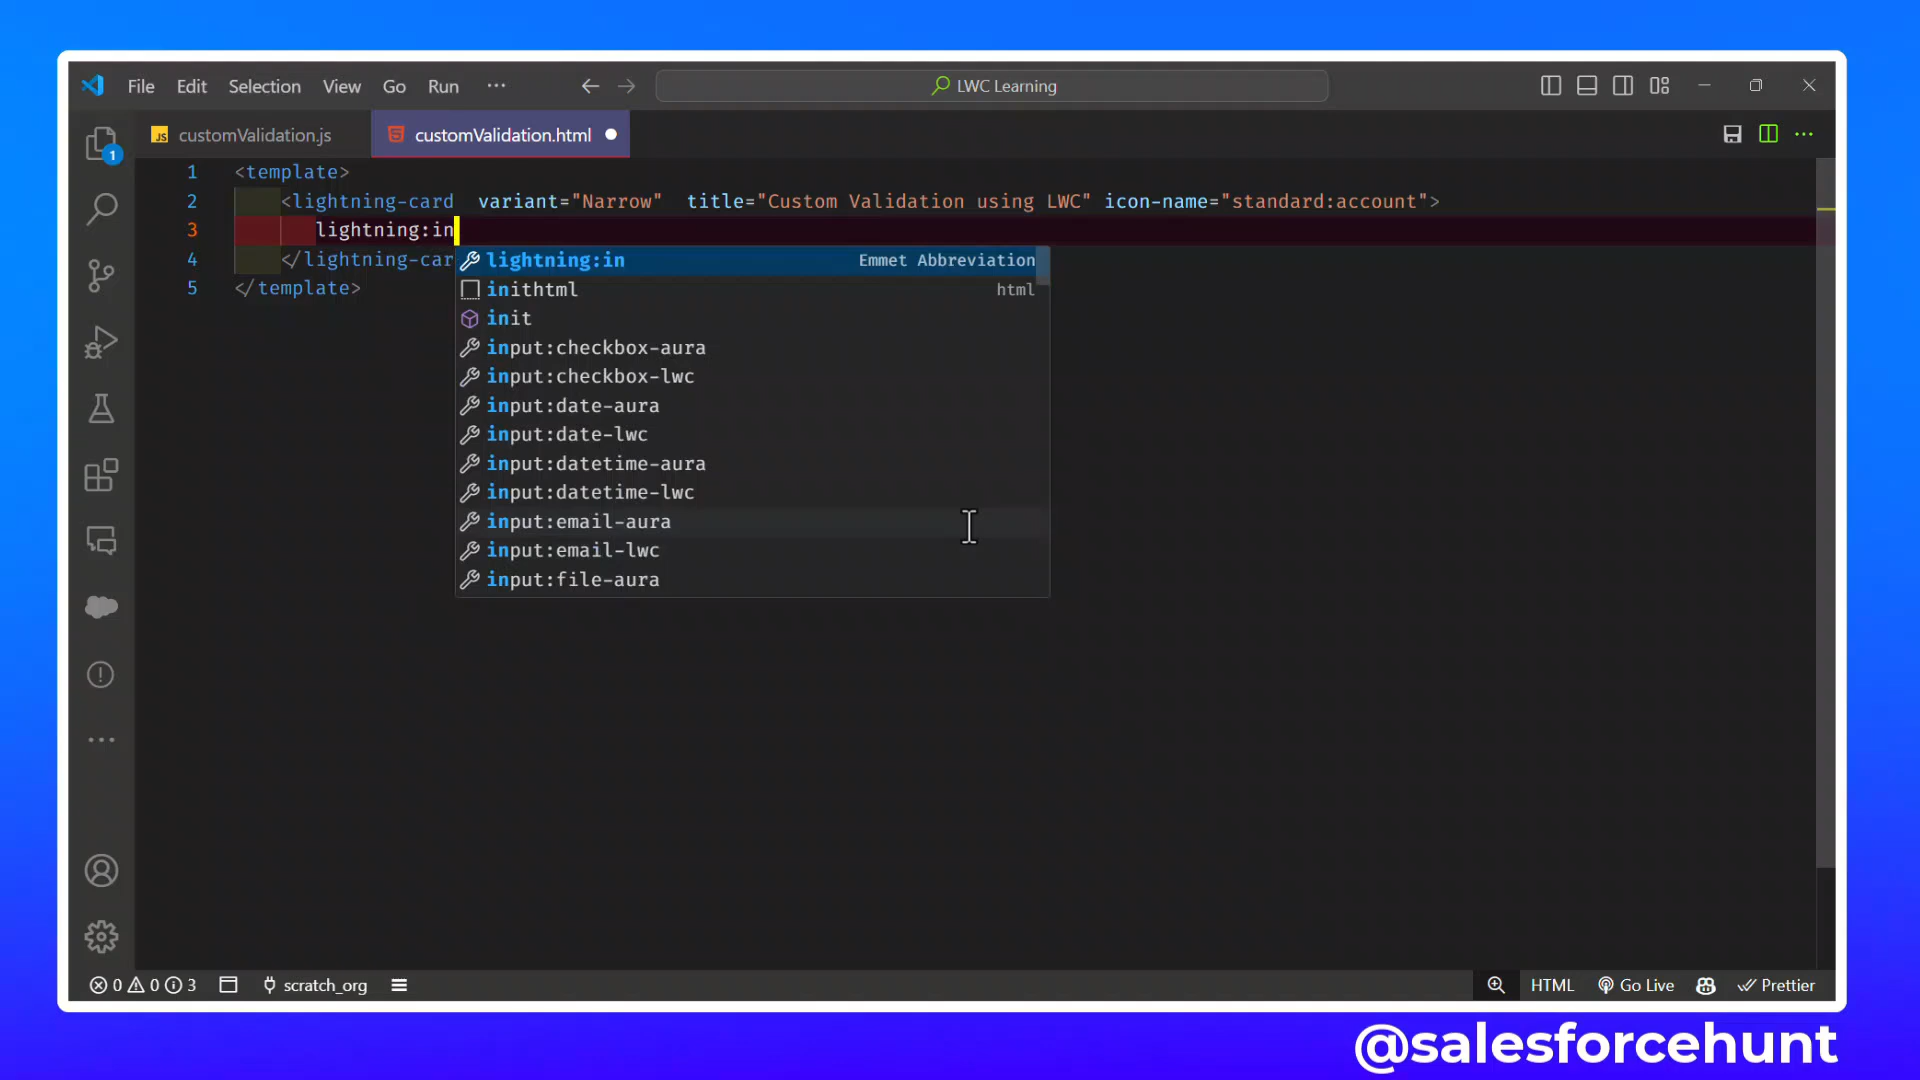 File Edit Selection View Go Run ··· LWC Learning
1
JS customValidation.js customValidation.html
1 <template>
2 <lightning-card variant="Narrow" title="Custom Validation using LWC" icon-name="standard:account">
3 lightning:in
4 </lightning-car
5 </template>
lightning:in Emmet Abbreviation
inithtml html
init
input:checkbox-aura
input:checkbox-lwc
input:date-aura
input:date-lwc
input:datetime-aura
input:datetime-lwc
input:email-aura
input:email-lwc
input:file-aura
0 0 3 scratch_org HTML Go Live Prettier
@salesforcehunt